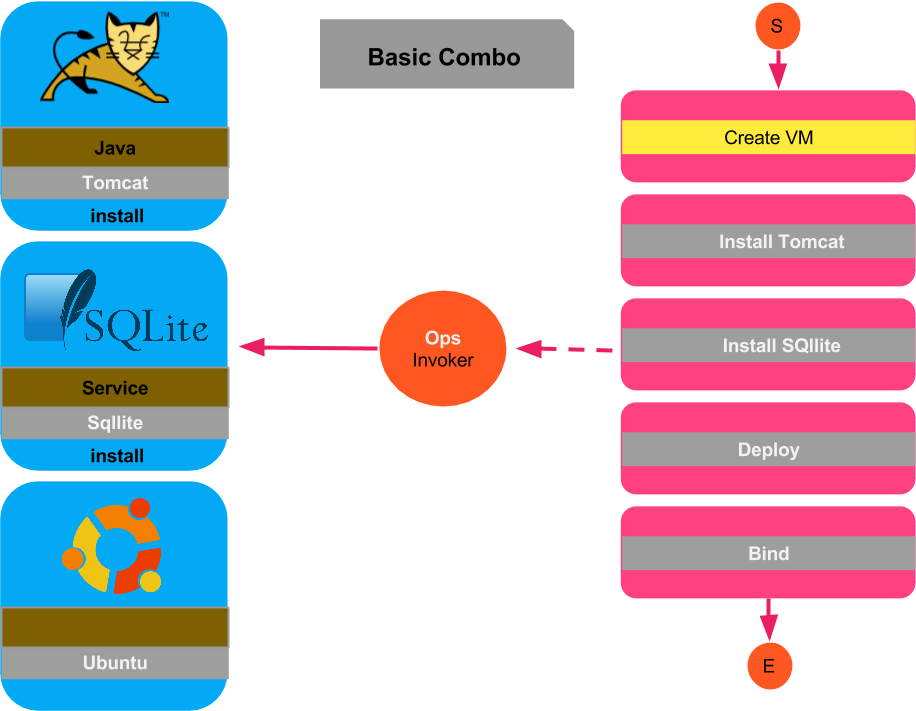 TM
Java
Tomcat
install
SQLite
Service
Sqllite
install
Ubuntu
Basic Combo
Ops
Invoker
S
Create VM
Install Tomcat
Install SQllite
Deploy
Bind
E